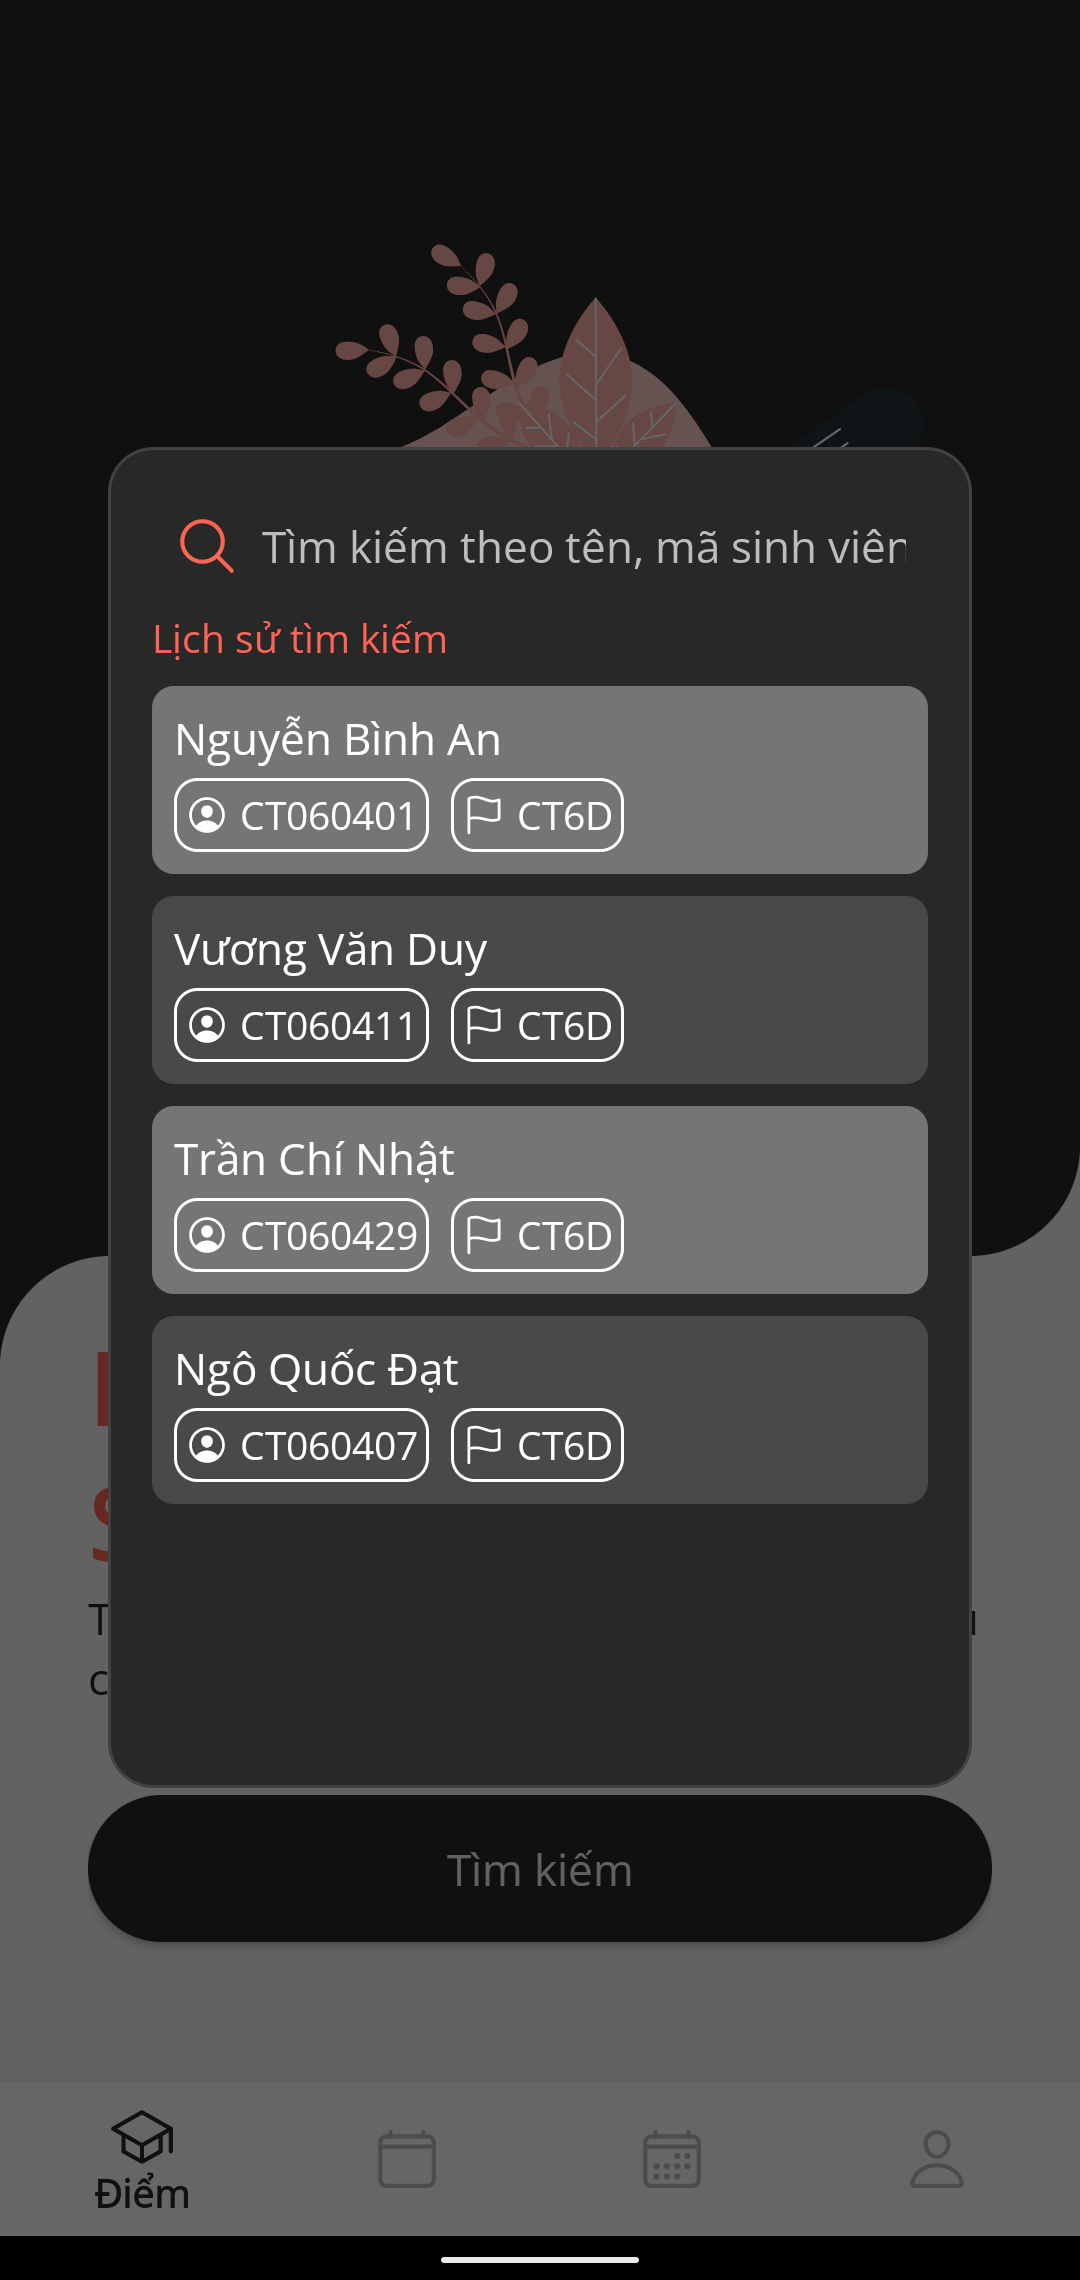 Tìm kiếm theo tên, mã sinh viên
Lịch sử tìm kiếm
Nguyễn Bình An
CT060401 CT6D
Vương Văn Duy
CT060411 CT6D
Trần Chí Nhật
CT060429 CT6D
Ngô Quốc Đạt
CT060407 CT6D
Tìm kiếm
Điểm